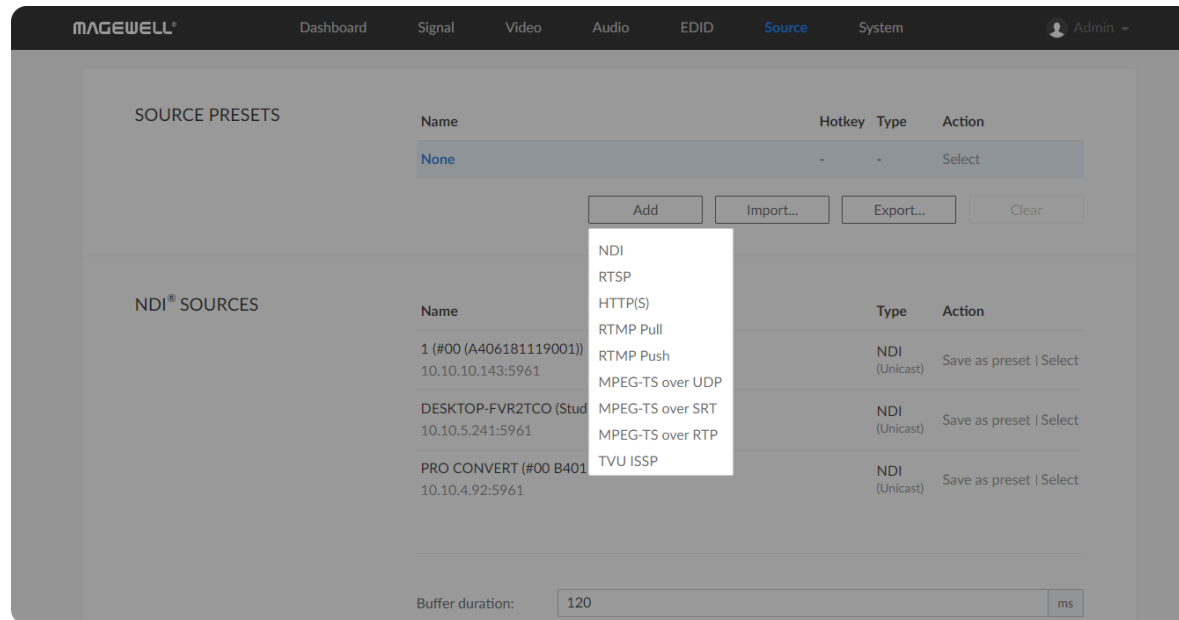 MAGEWELL® Dashboard Signal Video Audio EDID Source System Admin
SOURCE PRESETS
Name Hotkey Type Action
None - - Select
Add Import... Export... Clear
NDI
RTSP
HTTP(S)
RTMP Pull
RTMP Push
MPEG-TS over UDP
MPEG-TS over SRT
MPEG-TS over RTP
TVU ISSP
NDI® SOURCES
Name Type Action
1 (#00 (A406181119001)) NDI Save as preset | Select
10.10.10.143:5961 (Unicast)
DESKTOP-FVR2TCO (Stud NDI Save as preset | Select
10.10.5.241:5961 (Unicast)
PRO CONVERT (#00 B401 NDI Save as preset | Select
10.10.4.92:5961 (Unicast)
Buffer duration: 120 ms